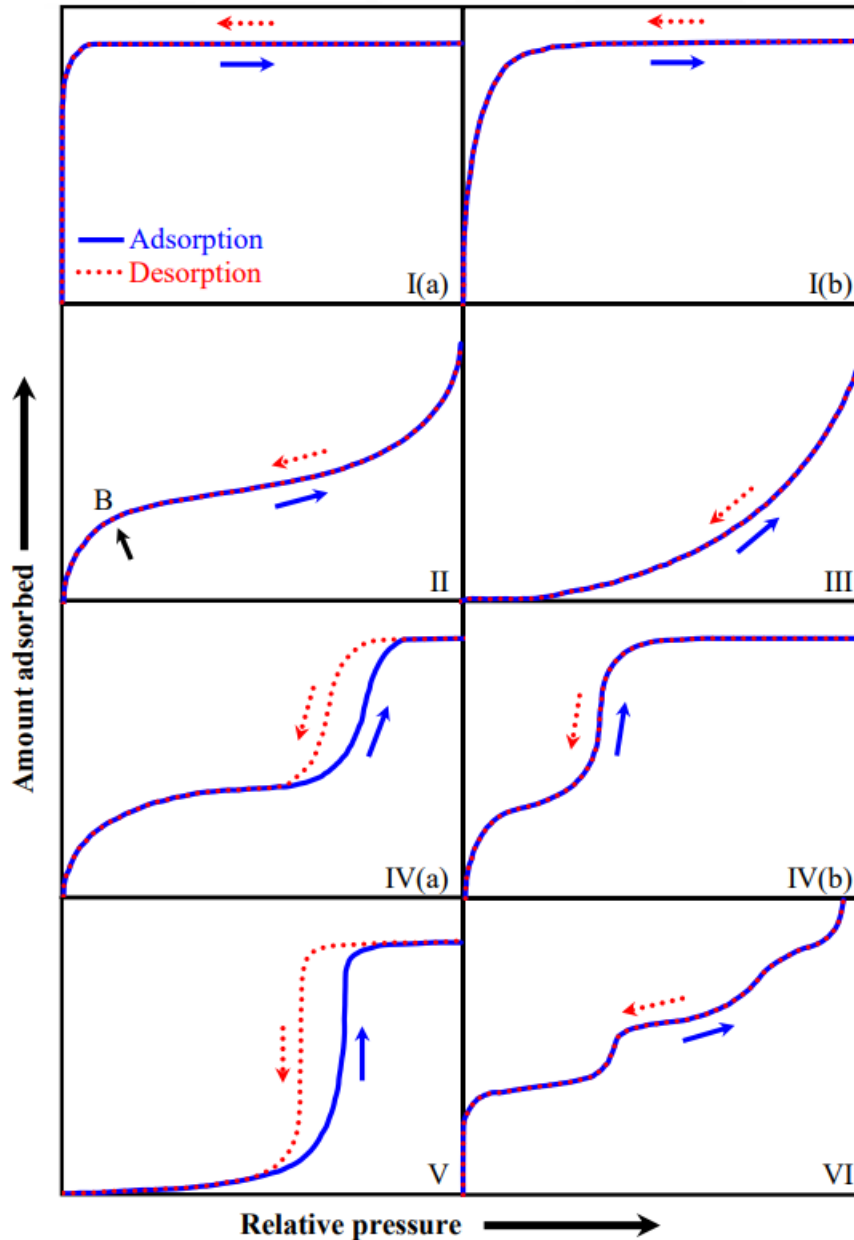 Adsorption
Desorption
I(a)
I(b)
B
II
III
IV(a)
IV(b)
V
VI
Amount adsorbed
Relative pressure